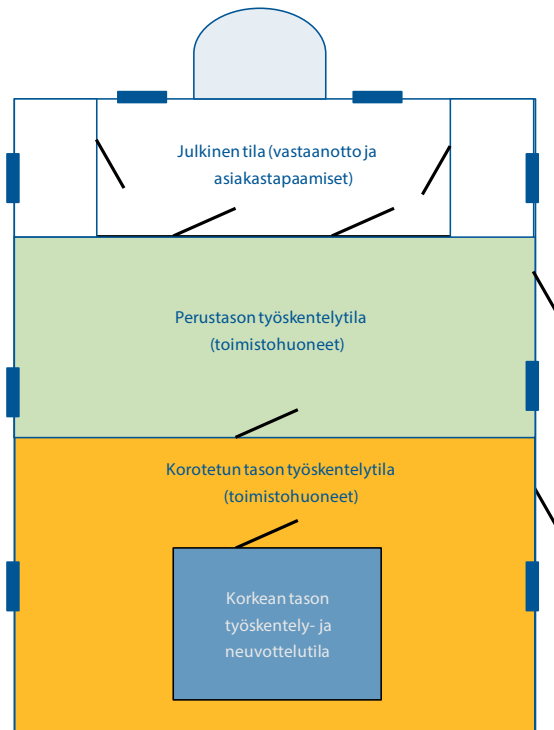 Julkinen tila (vastaanotto ja
asiakastapaamiset)
Perustason työskentelytila
(toimistohuoneet)
Korotetun tason työskentelytila
(toimistohuoneet)
Korkean tason
työskentely- ja
neuvottelutila